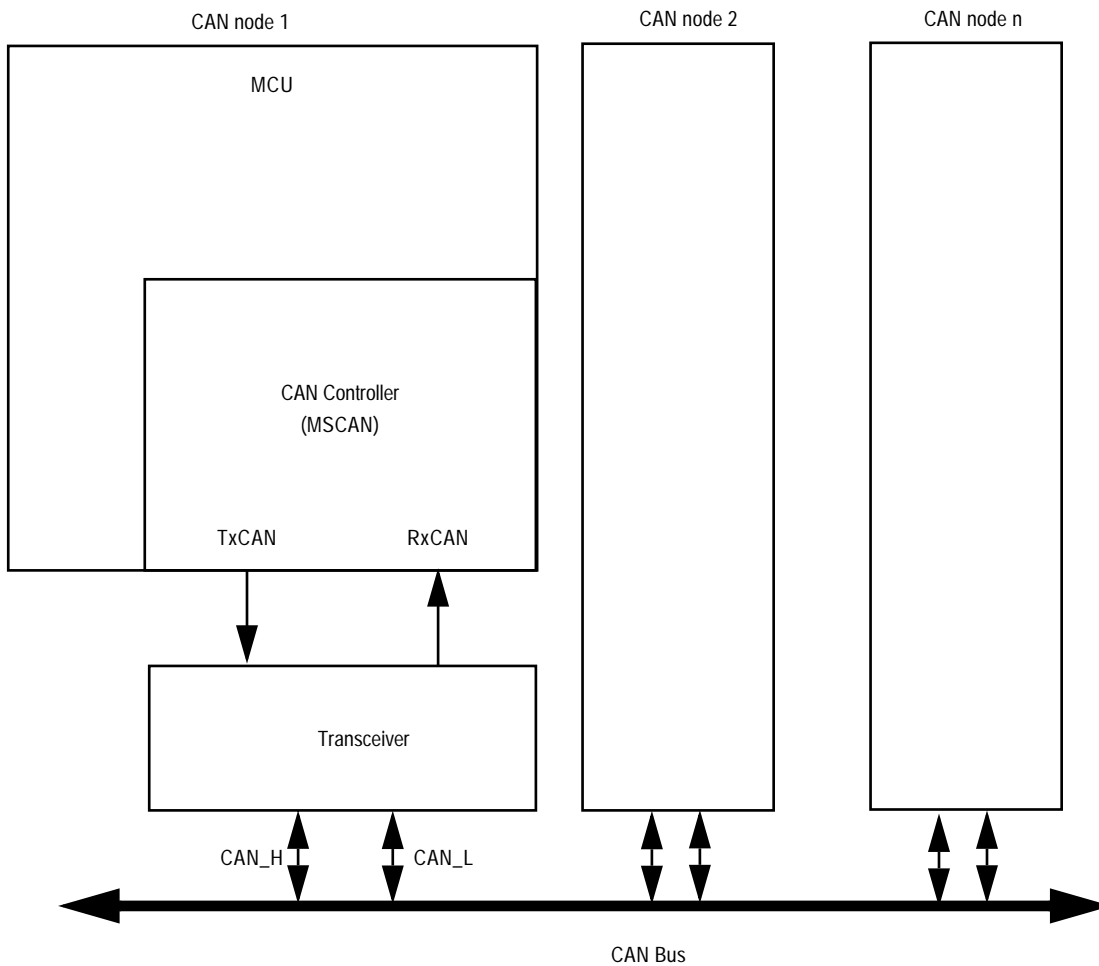 CAN node 1
CAN node 2
CAN node n
MCU
CAN Controller
(MSCAN)
TxCAN
RxCAN
Transceiver
CAN_H
CAN_L
CAN Bus